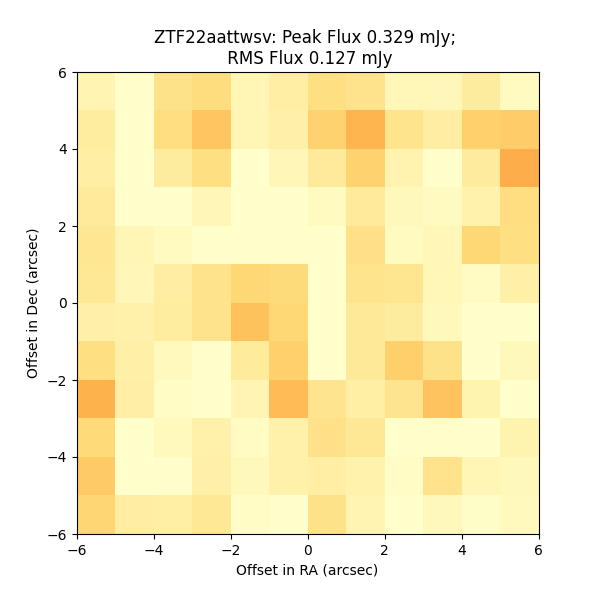 ZTF22aattwsv: Peak Flux 0.329 mJy;
RMS Flux 0.127 mJy
6
4
2
0
−2
−4
−6
Offset in Dec (arcsec)
−6 −4 −2 0 2 4 6
Offset in RA (arcsec)